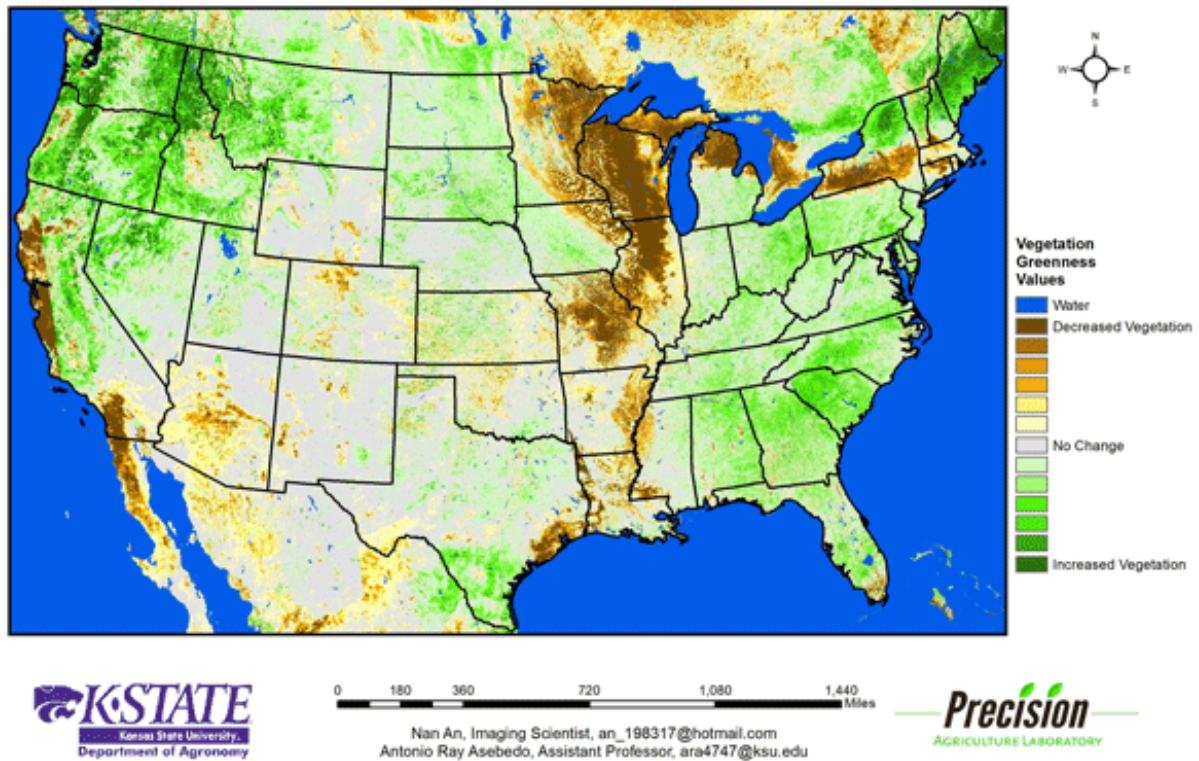 N
W
E
S
Vegetation
Greenness
Values
Water
Decreased Vegetation
No Change
Increased Vegetation
K·STATE
Kansas State University.
Department of Agronomy
0 180 360 720 1,080 1,440
Miles
Nan An, Imaging Scientist, an_198317@hotmail.com
Antonio Ray Asebedo, Assistant Professor, ara4747@ksu.edu
Precision
AGRICULTURE LABORATORY